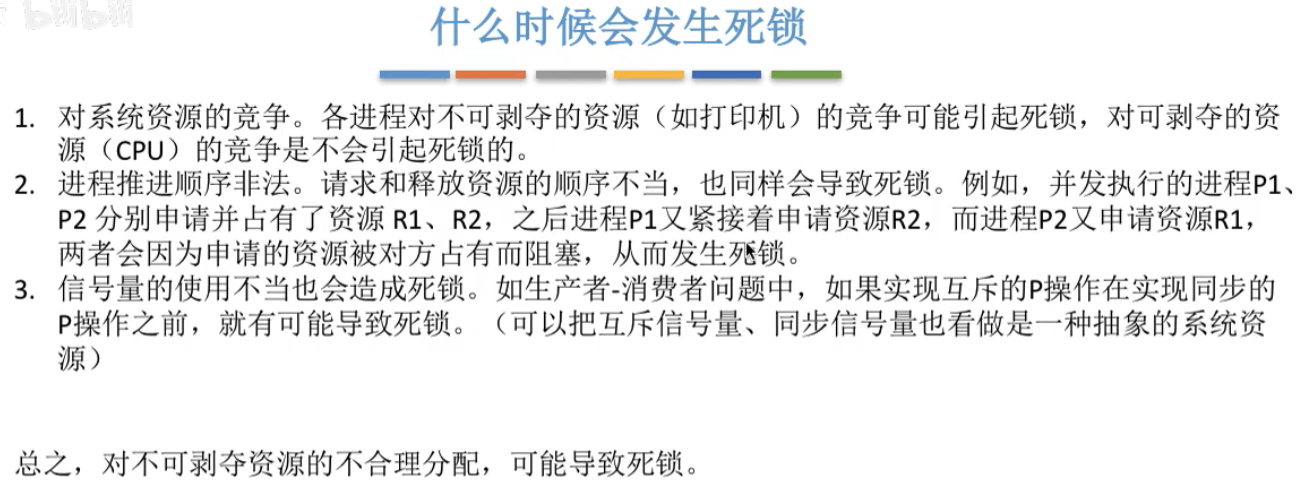 bilibili
什么时候会发生死锁
1. 对系统资源的竞争。各进程对不可剥夺的资源（如打印机）的竞争可能引起死锁，对可剥夺的资
源（CPU）的竞争是不会引起死锁的。
2. 进程推进顺序非法。请求和释放资源的顺序不当，也同样会导致死锁。例如，并发执行的进程P1、
P2 分别申请并占有了资源 R1、R2，之后进程P1又紧接着申请资源R2，而进程P2又申请资源R1，
两者会因为申请的资源被对方占有而阻塞，从而发生死锁。
3. 信号量的使用不当也会造成死锁。如生产者-消费者问题中，如果实现互斥的P操作在实现同步的
P操作之前，就有可能导致死锁。（可以把互斥信号量、同步信号量也看做是一种抽象的系统资
源）
总之，对不可剥夺资源的不合理分配，可能导致死锁。